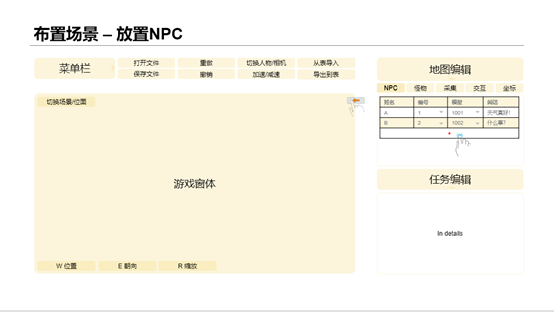 布置场景 – 放置NPC
菜单栏
打开文件 重做 切换人物/相机 从表导入
保存文件 撤销 加速/减速 导出到表
切换场景/位面
游戏窗体
W 位置 E 朝向 R 缩放
地图编辑
NPC 怪物 采集 交互 坐标
姓名 编号 模型 闲话
A 1 1001 天气真好!
B 2 1002 什么事?
+
任务编辑
In details